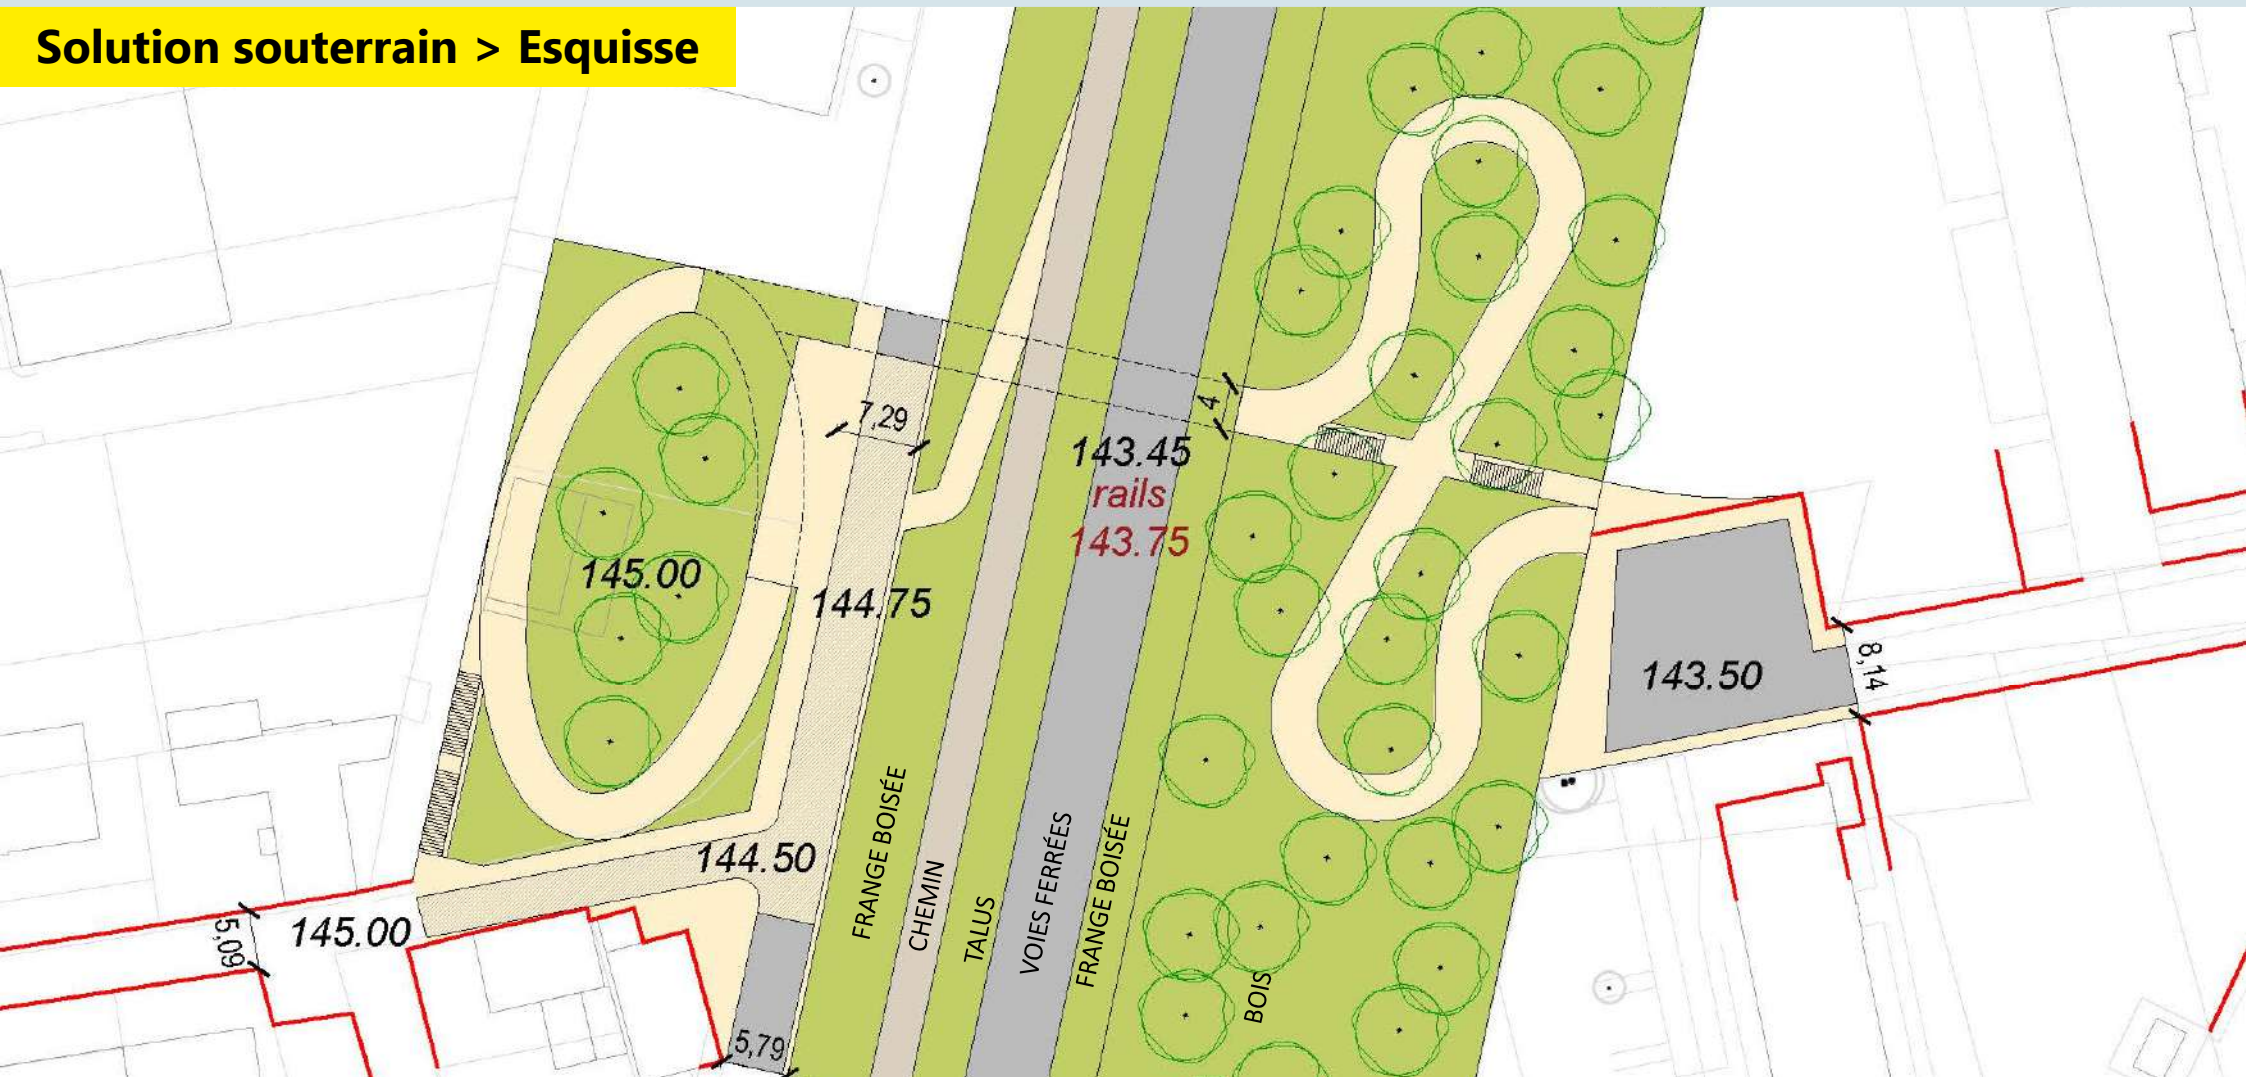 Solution souterrain > Esquisse
7,29
4
143.45
rails
143.75
145.00
144.75
143.50
8,14
144.50
145.00
5,09
5,79
FRANGE BOISÉE
CHEMIN
TALUS
VOIES FERRÉES
FRANGE BOISÉE
BOIS